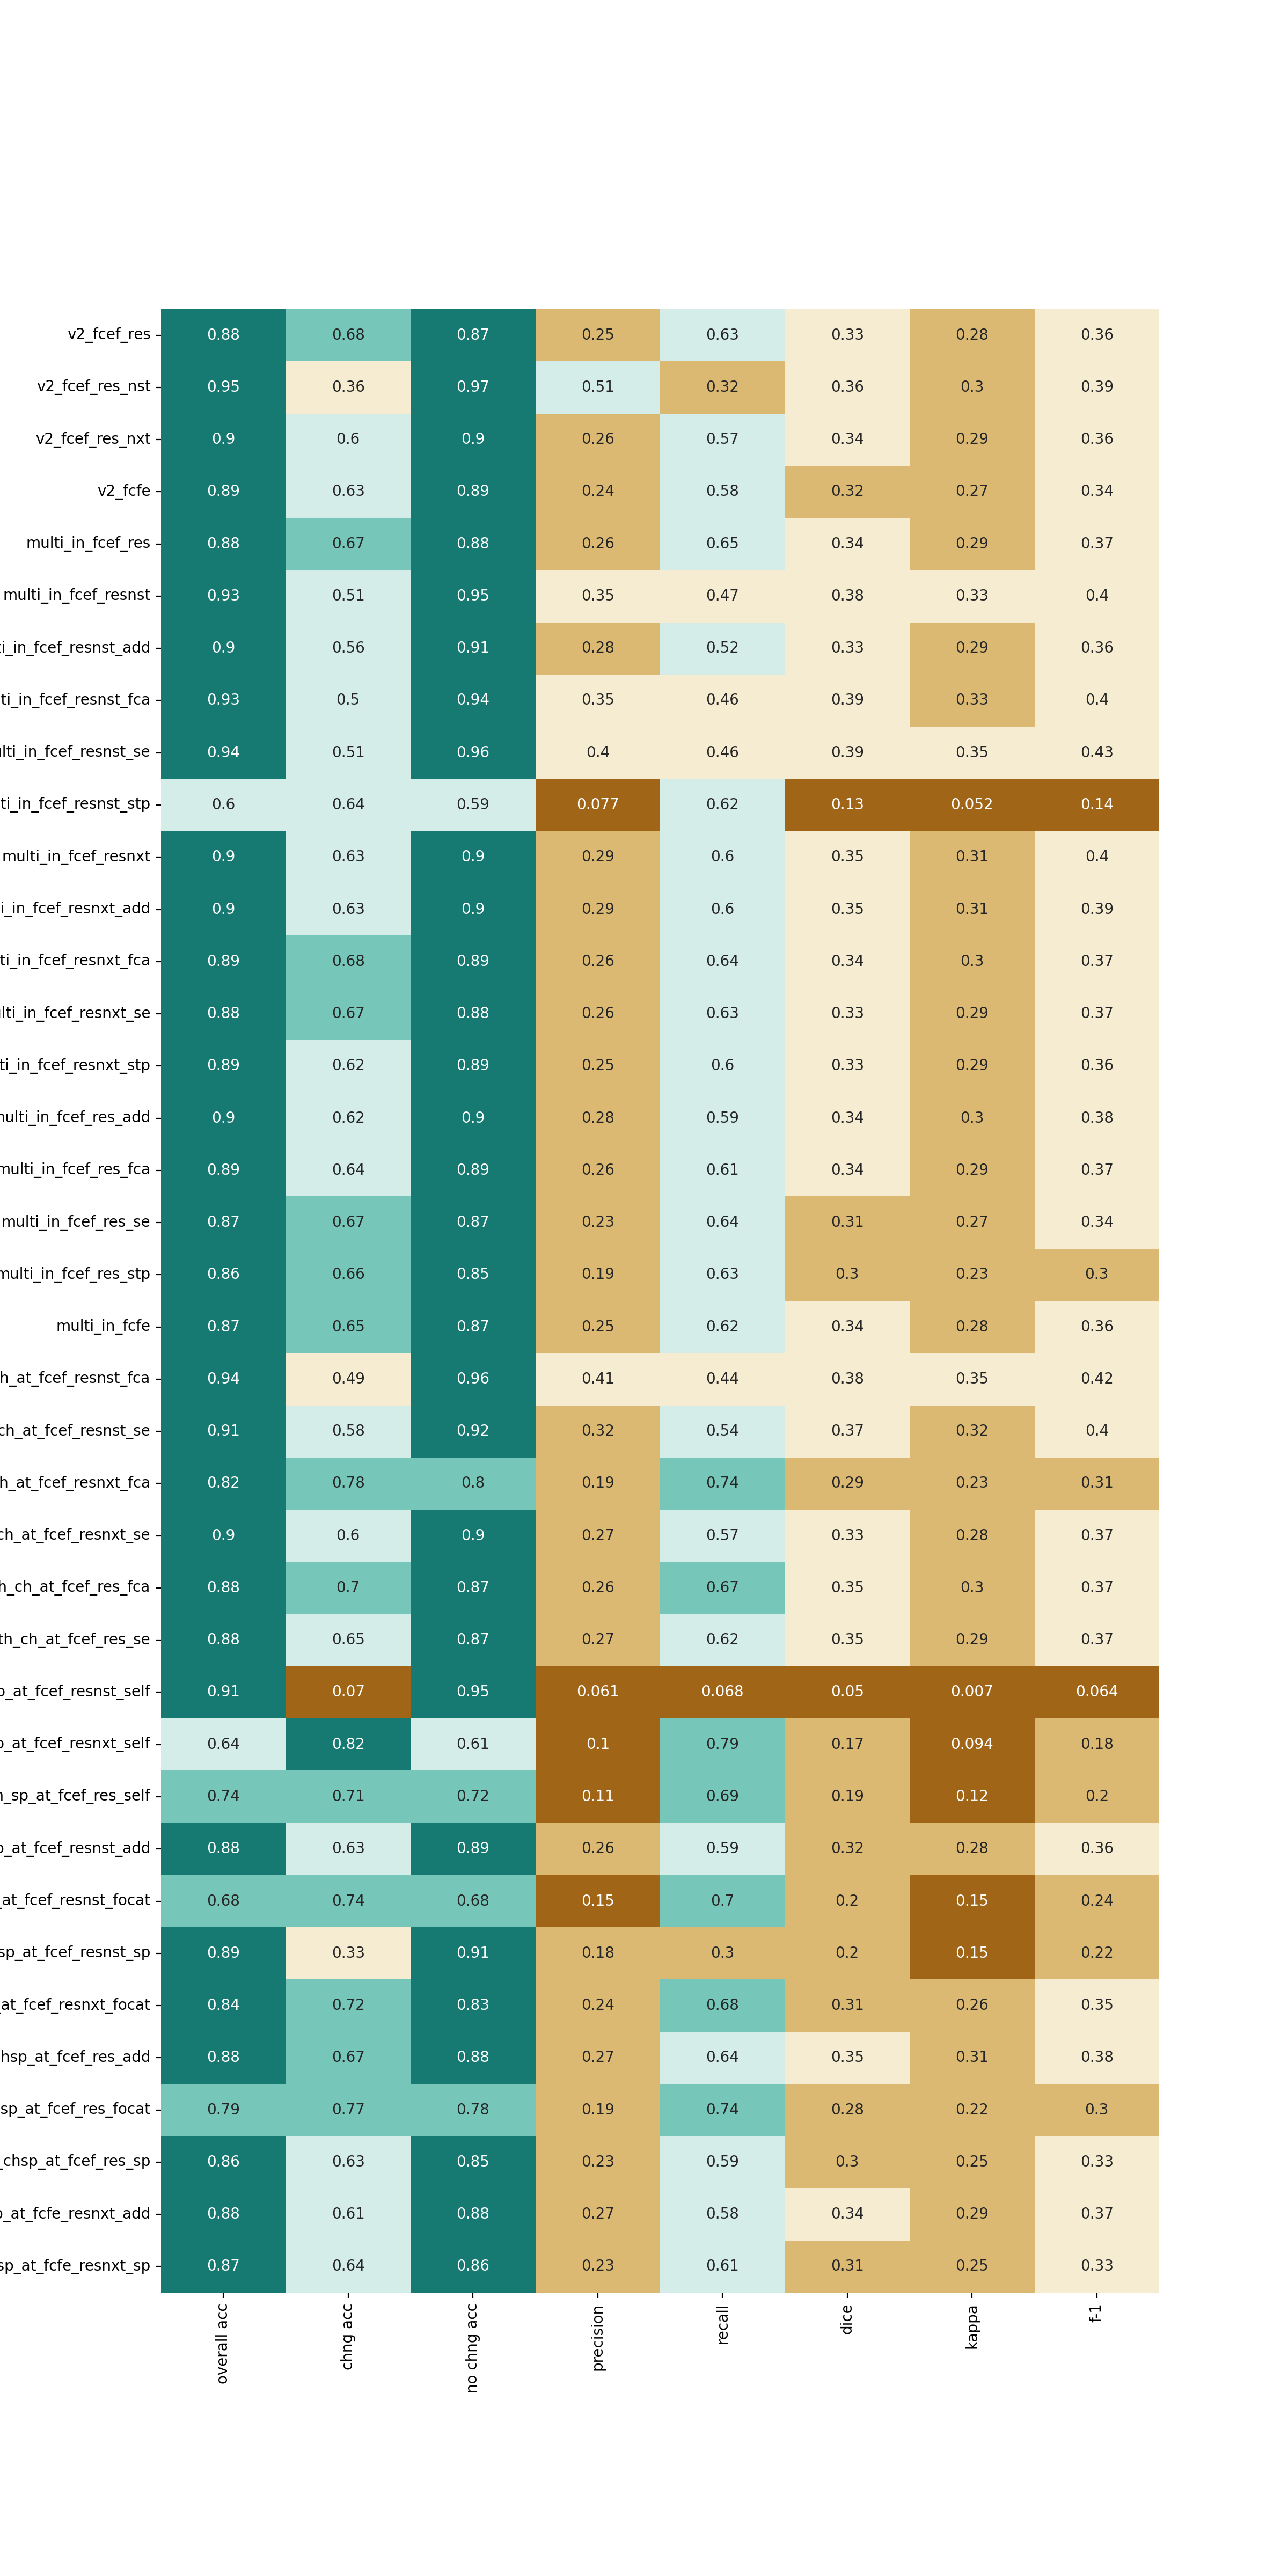 v2_fcef_res 0.88 0.68 0.87 0.25 0.63 0.33 0.28 0.36
v2_fcef_res_nst 0.95 0.36 0.97 0.51 0.32 0.36 0.3 0.39
v2_fcef_res_nxt 0.9 0.6 0.9 0.26 0.57 0.34 0.29 0.36
v2_fcfe 0.89 0.63 0.89 0.24 0.58 0.32 0.27 0.34
multi_in_fcef_res 0.88 0.67 0.88 0.26 0.65 0.34 0.29 0.37
multi_in_fcef_resnst 0.93 0.51 0.95 0.35 0.47 0.38 0.33 0.4
ti_in_fcef_resnst_add 0.9 0.56 0.91 0.28 0.52 0.33 0.29 0.36
ti_in_fcef_resnst_fca 0.93 0.5 0.94 0.35 0.46 0.39 0.33 0.4
ulti_in_fcef_resnst_se 0.94 0.51 0.96 0.4 0.46 0.39 0.35 0.43
ti_in_fcef_resnst_stp 0.6 0.64 0.59 0.077 0.62 0.13 0.052 0.14
multi_in_fcef_resnxt 0.9 0.63 0.9 0.29 0.6 0.35 0.31 0.4
i_in_fcef_resnxt_add 0.9 0.63 0.9 0.29 0.6 0.35 0.31 0.39
ti_in_fcef_resnxt_fca 0.89 0.68 0.89 0.26 0.64 0.34 0.3 0.37
ulti_in_fcef_resnxt_se 0.88 0.67 0.88 0.26 0.63 0.33 0.29 0.37
ti_in_fcef_resnxt_stp 0.89 0.62 0.89 0.25 0.6 0.33 0.29 0.36
multi_in_fcef_res_add 0.9 0.62 0.9 0.28 0.59 0.34 0.3 0.38
multi_in_fcef_res_fca 0.89 0.64 0.89 0.26 0.61 0.34 0.29 0.37
multi_in_fcef_res_se 0.87 0.67 0.87 0.23 0.64 0.31 0.27 0.34
multi_in_fcef_res_stp 0.86 0.66 0.85 0.19 0.63 0.3 0.23 0.3
multi_in_fcfe 0.87 0.65 0.87 0.25 0.62 0.34 0.28 0.36
h_at_fcef_resnst_fca 0.94 0.49 0.96 0.41 0.44 0.38 0.35 0.42
ch_at_fcef_resnst_se 0.91 0.58 0.92 0.32 0.54 0.37 0.32 0.4
h_at_fcef_resnxt_fca 0.82 0.78 0.8 0.19 0.74 0.29 0.23 0.31
ch_at_fcef_resnxt_se 0.9 0.6 0.9 0.27 0.57 0.33 0.28 0.37
h_ch_at_fcef_res_fca 0.88 0.7 0.87 0.26 0.67 0.35 0.3 0.37
th_ch_at_fcef_res_se 0.88 0.65 0.87 0.27 0.62 0.35 0.29 0.37
p_at_fcef_resnst_self 0.91 0.07 0.95 0.061 0.068 0.05 0.007 0.064
p_at_fcef_resnxt_self 0.64 0.82 0.61 0.1 0.79 0.17 0.094 0.18
h_sp_at_fcef_res_self 0.74 0.71 0.72 0.11 0.69 0.19 0.12 0.2
p_at_fcef_resnst_add 0.88 0.63 0.89 0.26 0.59 0.32 0.28 0.36
_at_fcef_resnst_focat 0.68 0.74 0.68 0.15 0.7 0.2 0.15 0.24
sp_at_fcef_resnst_sp 0.89 0.33 0.91 0.18 0.3 0.2 0.15 0.22
at_fcef_resnxt_focat 0.84 0.72 0.83 0.24 0.68 0.31 0.26 0.35
hsp_at_fcef_res_add 0.88 0.67 0.88 0.27 0.64 0.35 0.31 0.38
sp_at_fcef_res_focat 0.79 0.77 0.78 0.19 0.74 0.28 0.22 0.3
_chsp_at_fcef_res_sp 0.86 0.63 0.85 0.23 0.59 0.3 0.25 0.33
p_at_fcfe_resnxt_add 0.88 0.61 0.88 0.27 0.58 0.34 0.29 0.37
sp_at_fcfe_resnxt_sp 0.87 0.64 0.86 0.23 0.61 0.31 0.25 0.33
overall acc
chng acc
no chng acc
precision
recall
dice
kappa
f-1